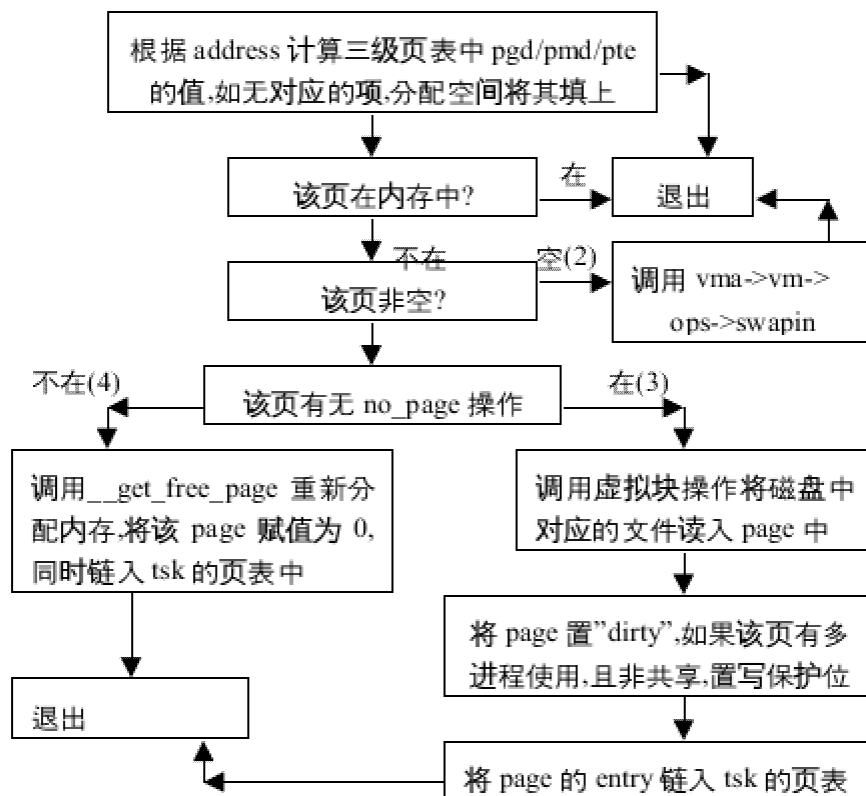 根据 address 计算三级页表中 pgd/pmd/pte
的值,如无对应的项,分配空间将其填上
该页在内存中?
在
退出
不在
空(2)
该页非空?
调用 vma->vm->
ops->swapin
不在(4)
该页有无 no_page 操作
在(3)
调用__get_free_page 重新分
配内存,将该 page 赋值为 0,
同时链入 tsk 的页表中
调用虚拟块操作将磁盘中
对应的文件读入 page 中
将 page 置”dirty”,如果该页有多
进程使用,且非共享,置写保护位
退出
将 page 的 entry 链入 tsk 的页表